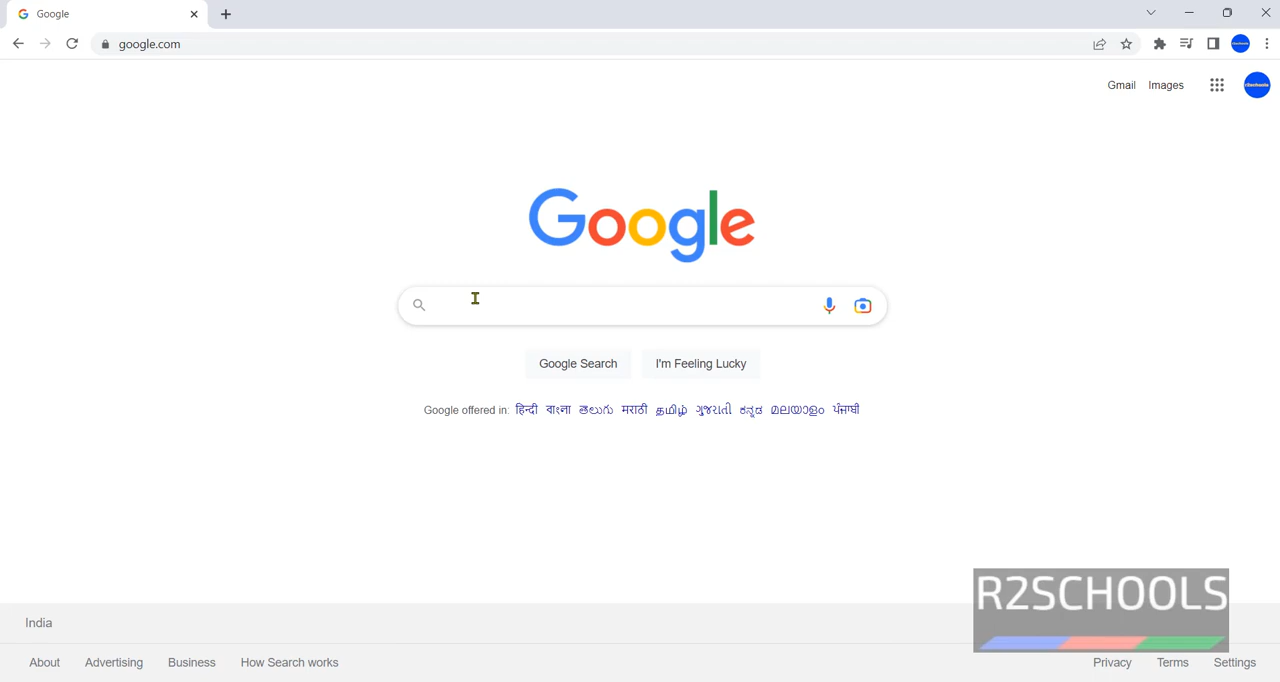 Google
google.com
Gmail Images
Google
Google Search I'm Feeling Lucky
Google offered in: हिन्दी বাংলা తెలుగు मराठी தமிழ் ગુજરાતી ಕನ್ನಡ മലയാളം ਪੰਜਾਬੀ
R2SCHOOLS
India
About Advertising Business How Search works Privacy Terms Settings